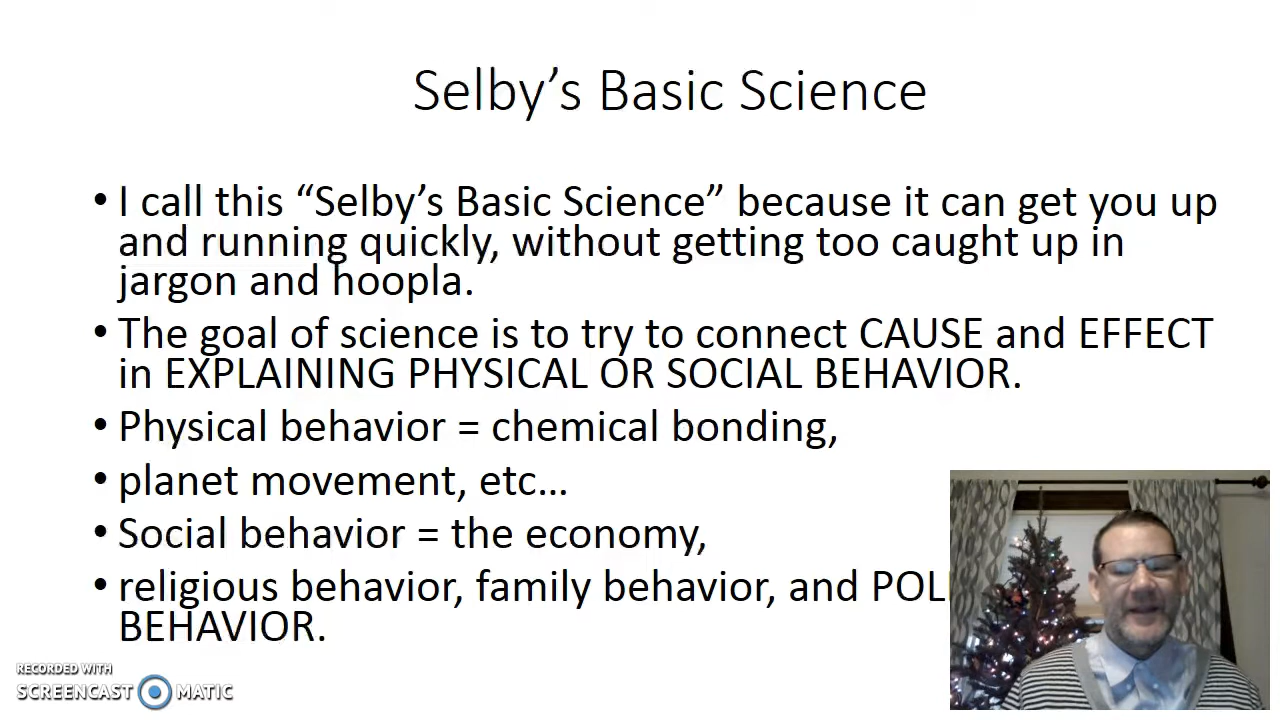 Selby’s Basic Science
• I call this “Selby’s Basic Science” because it can get you up
and running quickly, without getting too caught up in
jargon and hoopla.
• The goal of science is to try to connect CAUSE and EFFECT
in EXPLAINING PHYSICAL OR SOCIAL BEHAVIOR.
• Physical behavior = chemical bonding,
• planet movement, etc…
• Social behavior = the economy,
• religious behavior, family behavior, and
BEHAVIOR.
RECORDED WITH
SCREENCAST MATIC